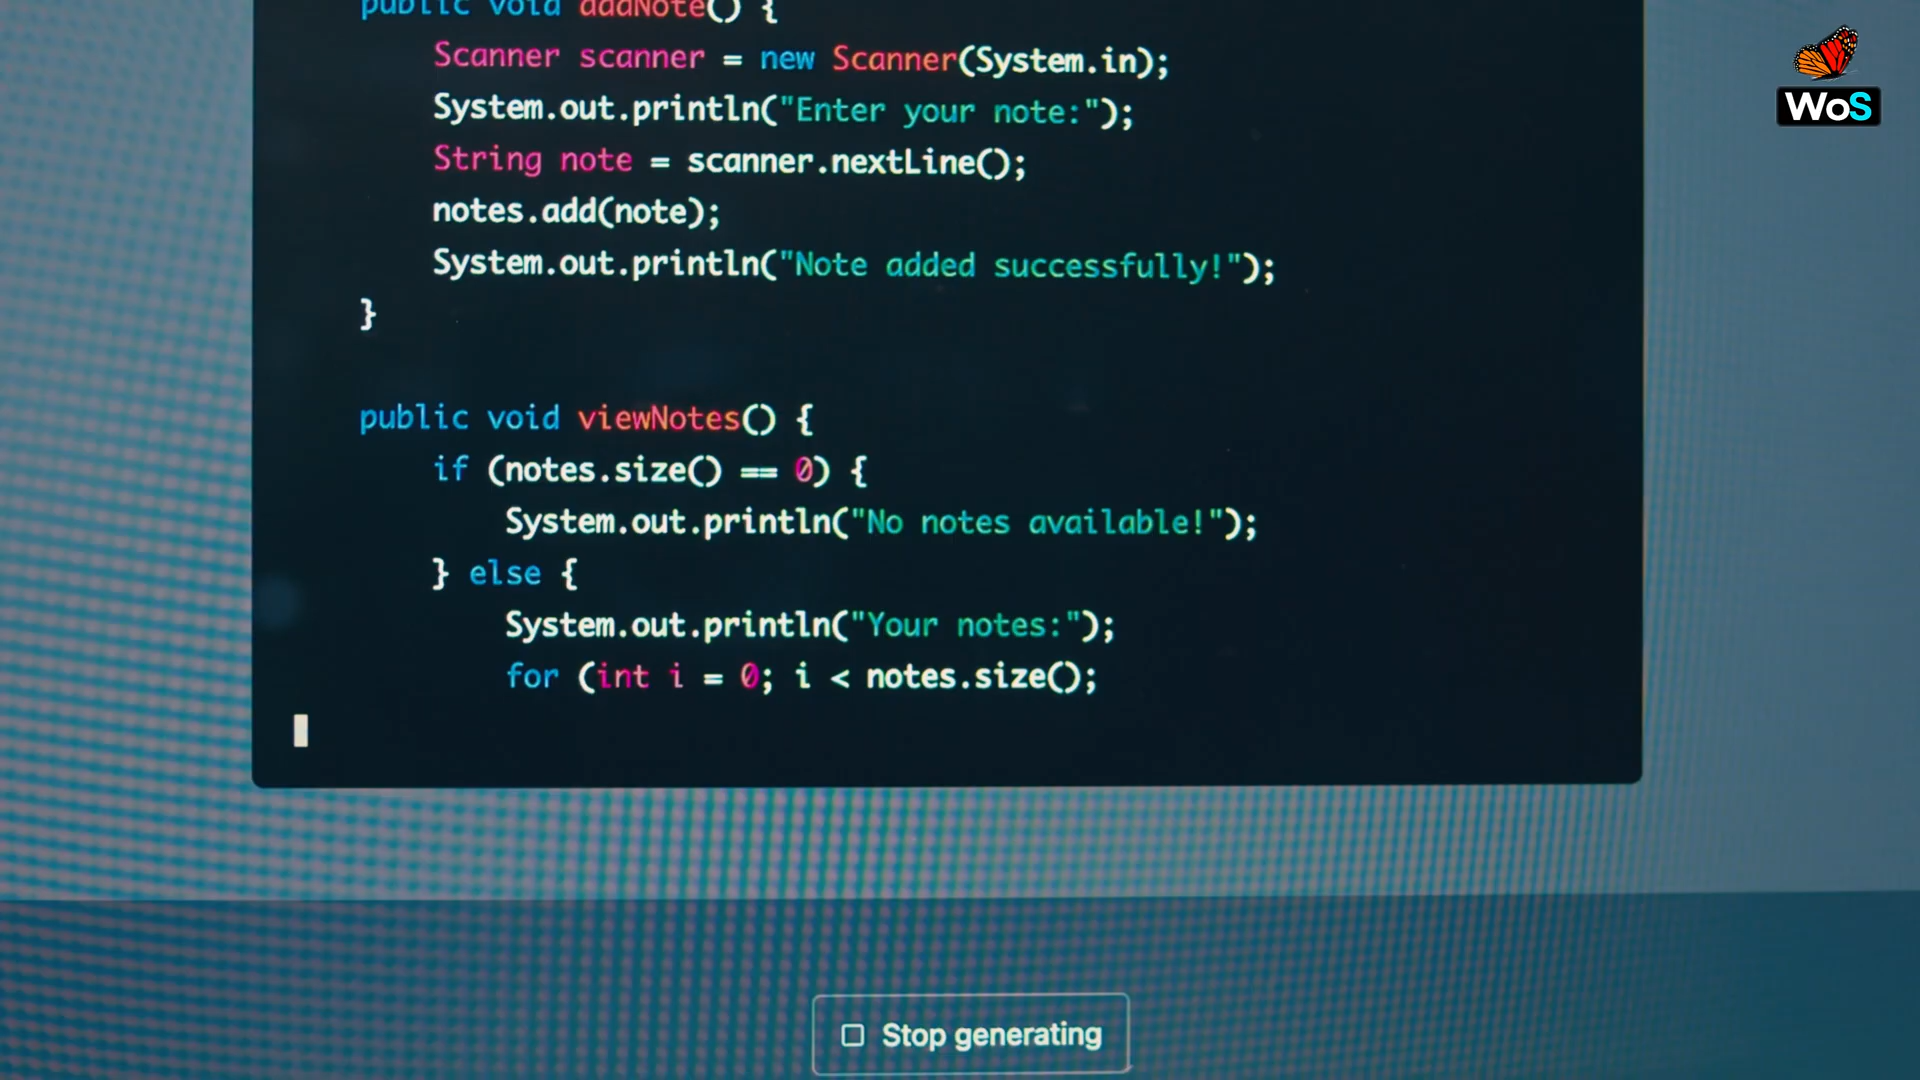 public void addNote() {
Scanner scanner = new Scanner(System.in);
System.out.println("Enter your note:");
String note = scanner.nextLine();
notes.add(note);
System.out.println("Note added successfully!");
}
public void viewNotes() {
if (notes.size() == 0) {
System.out.println("No notes available!");
} else {
System.out.println("Your notes:");
for (int i = 0; i < notes.size();
Stop generating
WoS